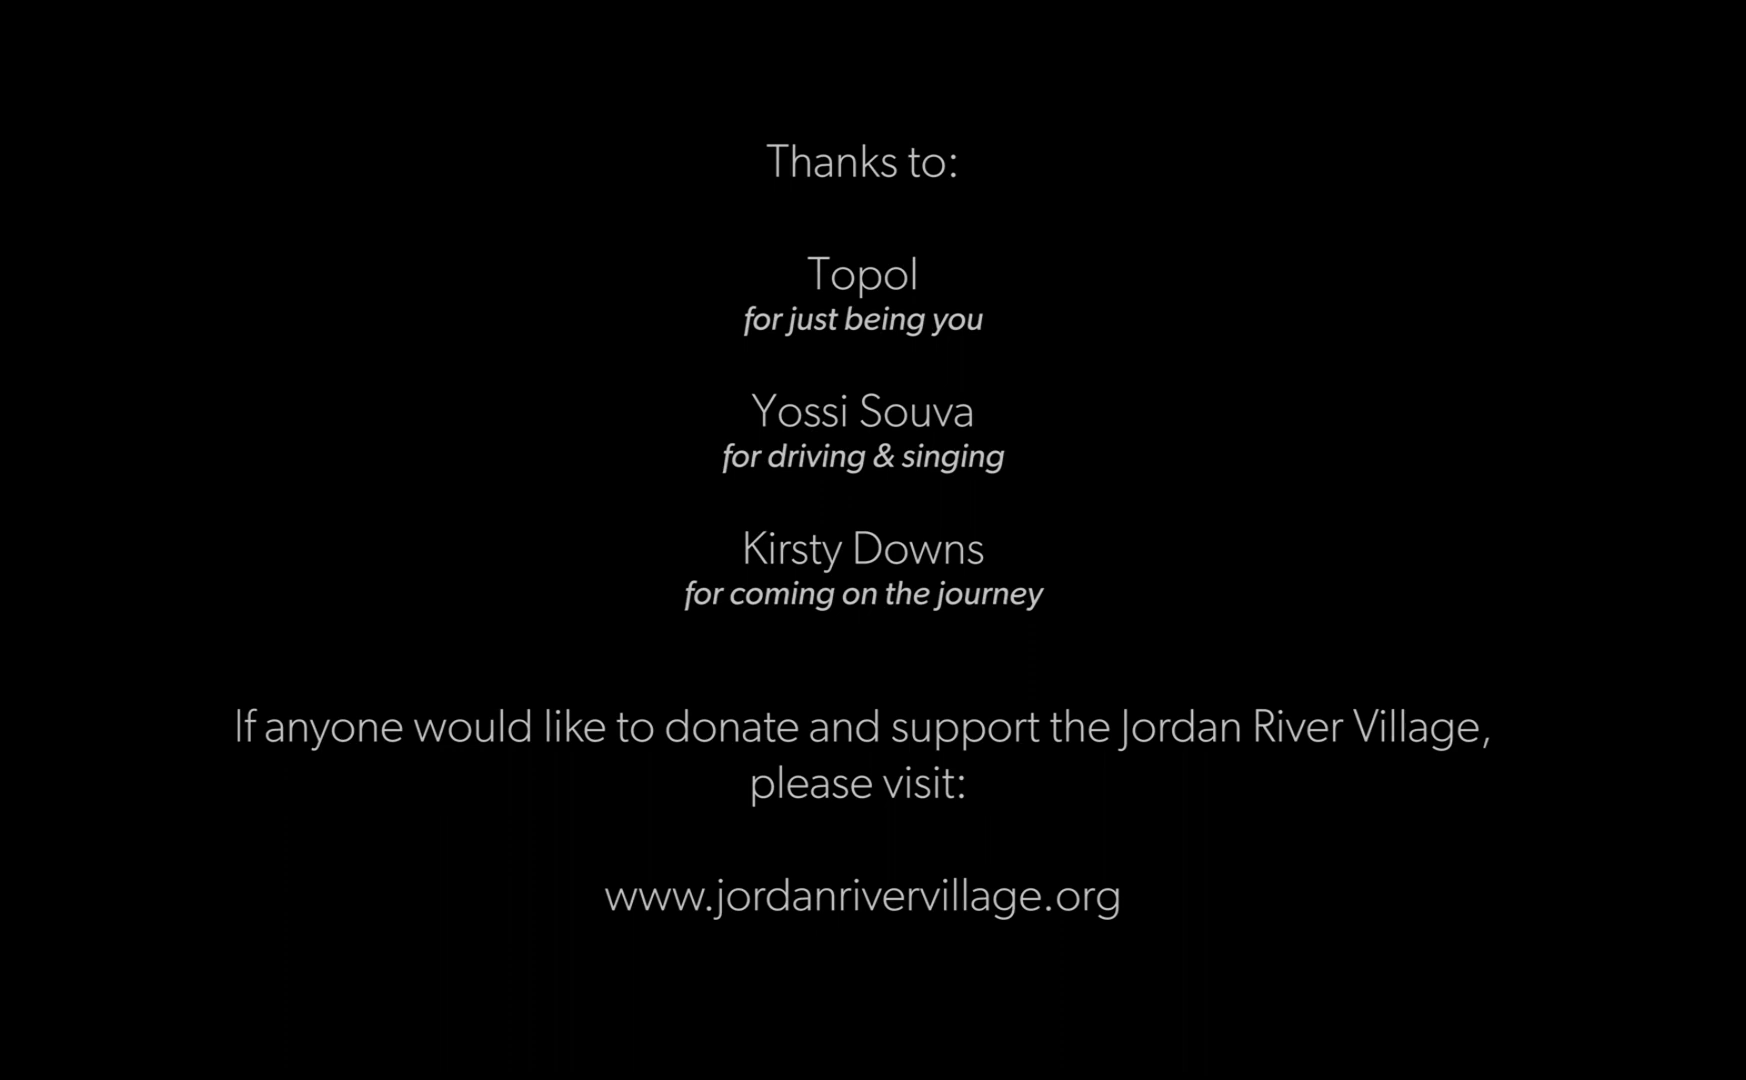 Thanks to:
Topol
for just being you
Yossi Souva
for driving & singing
Kirsty Downs
for coming on the journey
If anyone would like to donate and support the Jordan River Village,
please visit:
www.jordanrivervillage.org